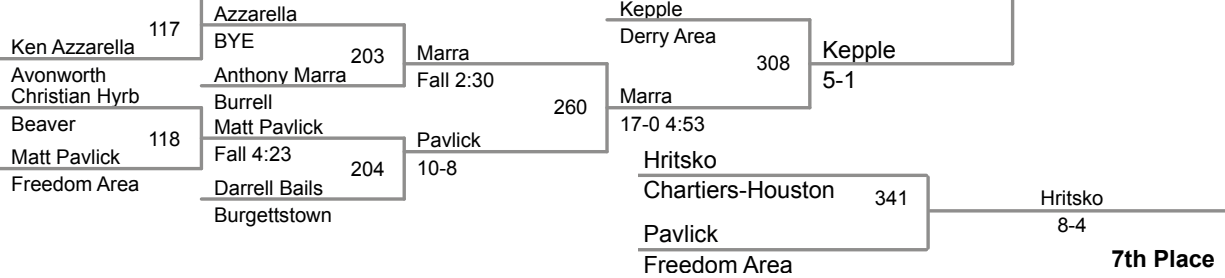 117
Ken Azzarella
Avonworth
Christian Hyrb
Beaver
118
Matt Pavlick
Freedom Area
Azzarella
BYE
203
Anthony Marra
Burrell
Matt Pavlick
Fall 4:23
204
Darrell Bails
Burgettstown
Marra
Fall 2:30
260
Pavlick
10-8
Kepple
Derry Area
308
Marra
17-0 4:53
Kepple
5-1
Hritsko
Chartiers-Houston
341
Pavlick
Freedom Area
Hritsko
8-4
7th Place